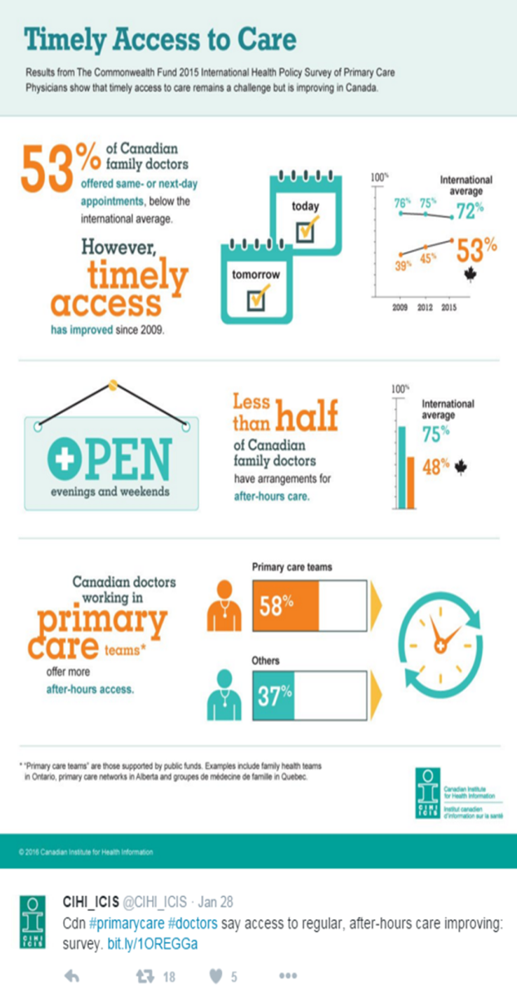 Timely Access to Care
Results from The Commonwealth Fund 2015 International Health Policy Survey of Primary Care
Physicians show that timely access to care remains a challenge but is improving in Canada.
53% of Canadian
family doctors
offered same- or next-day
appointments, below the
international average.
However,
timely
access
has improved since 2009.
today
tomorrow
100%
International
average
76% 75% 72%
39% 45% 53%
2009 2012 2015
OPEN
evenings and weekends
Less
than half
of Canadian
family doctors
have arrangements for
after-hours care.
100%
International
average
75%
48%
Canadian doctors
working in
primary
care teams*
offer more
after-hours access.
Primary care teams
58%
Others
37%
* "Primary care teams" are those supported by public funds. Examples include family health teams
in Ontario, primary care networks in Alberta and groupes de médecine de famille in Quebec.
CIHI
ICIS
Canadian Institute
for Health Information
Institut canadien
d'information sur la santé
© 2016 Canadian Institute for Health Information
CIHI
ICIS
CIHI_ICIS @CIHI_ICIS · Jan 28
Cdn #primarycare #doctors say access to regular, after-hours care improving:
survey. bit.ly/1OREGGa
18 5